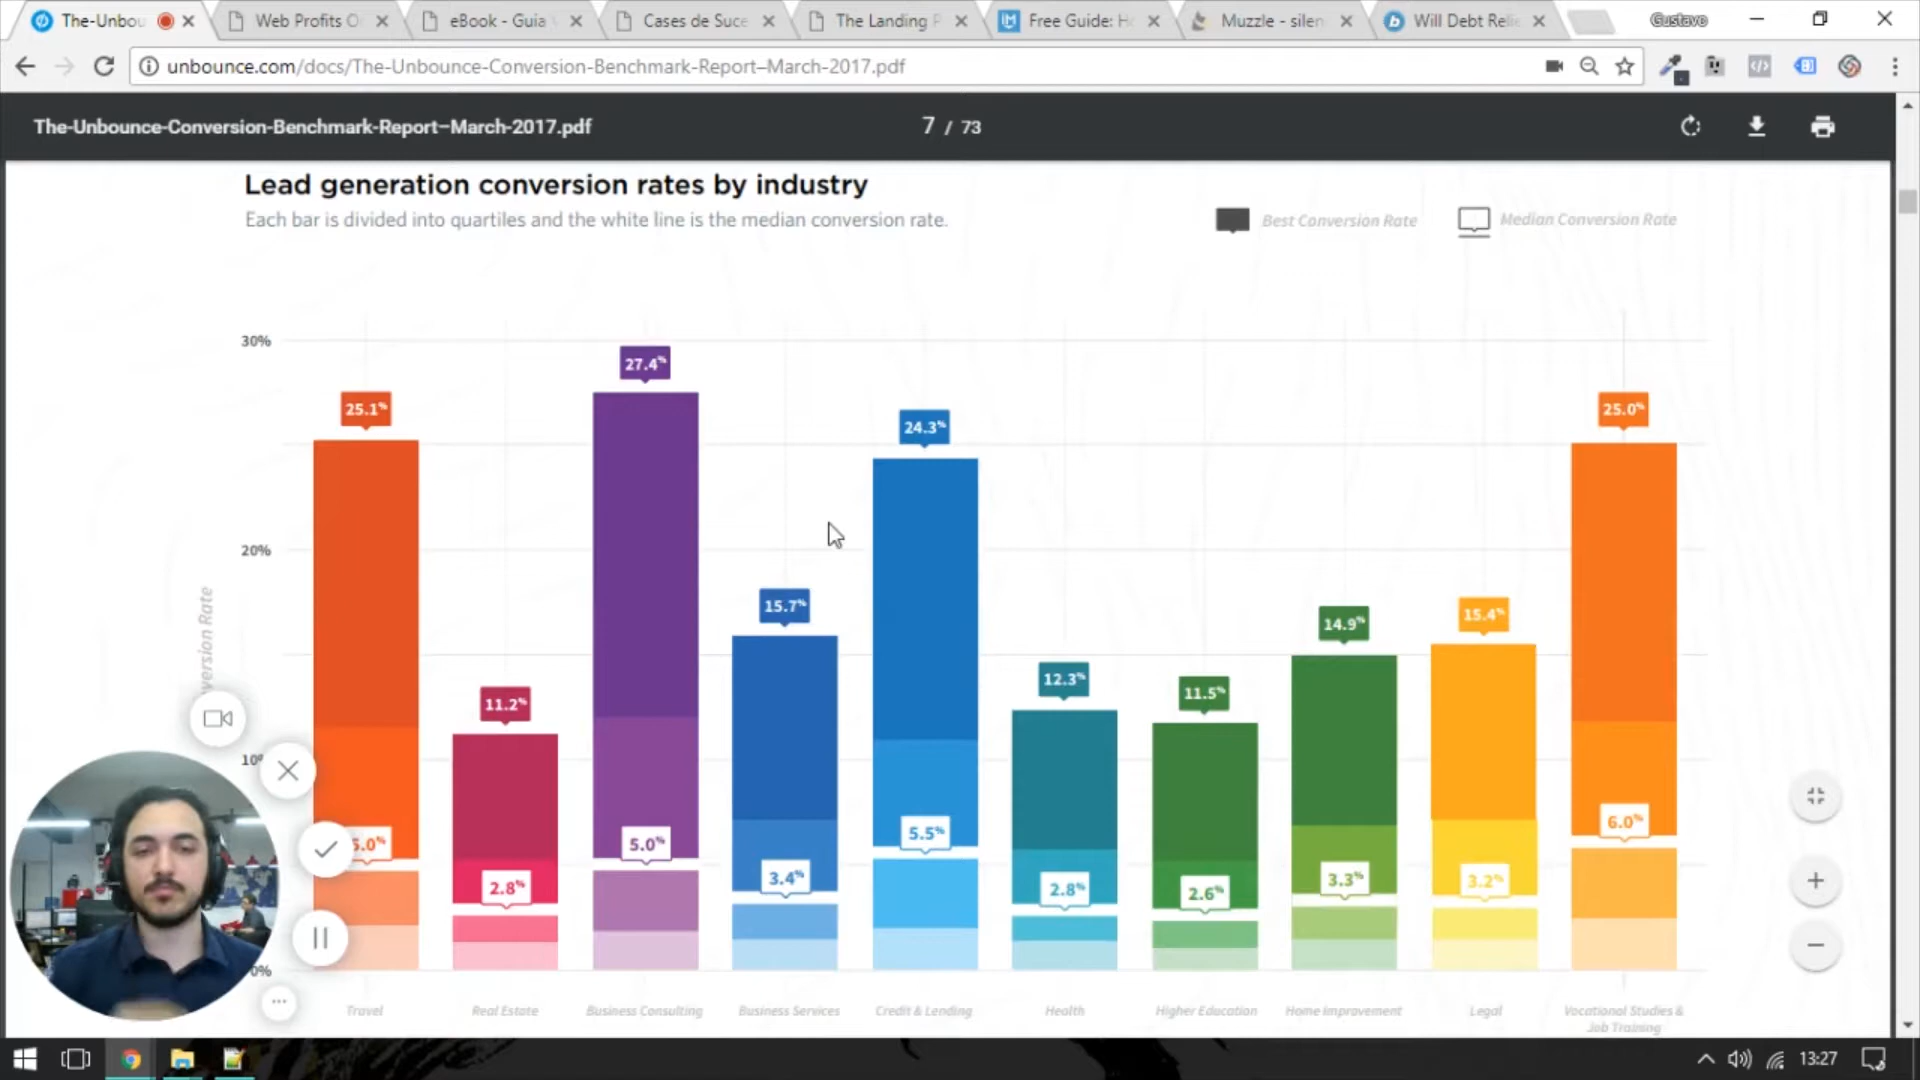 The-Unbou
Web Profits O
eBook - Guia
Cases de Suce
The Landing P
Free Guide: Ho
Muzzle - silen
Will Debt Relie
Gustavo
unbounce.com/docs/The-Unbounce-Conversion-Benchmark-Report–March-2017.pdf
The-Unbounce-Conversion-Benchmark-Report–March-2017.pdf
7 / 73
Lead generation conversion rates by industry
Each bar is divided into quartiles and the white line is the median conversion rate.
Best Conversion Rate
Median Conversion Rate
30%
27.4%
25.1%
24.3%
25.0%
20%
15.7%
15.4%
14.9%
12.3%
11.5%
11.2%
6.0%
5.5%
5.0%
3.4%
3.3%
3.2%
2.8%
2.8%
2.6%
0%
Travel
Real Estate
Business Consulting
Business Services
Credit & Lending
Health
Higher Education
Home Improvement
Legal
Vocational Studies &
Job Training
13:27